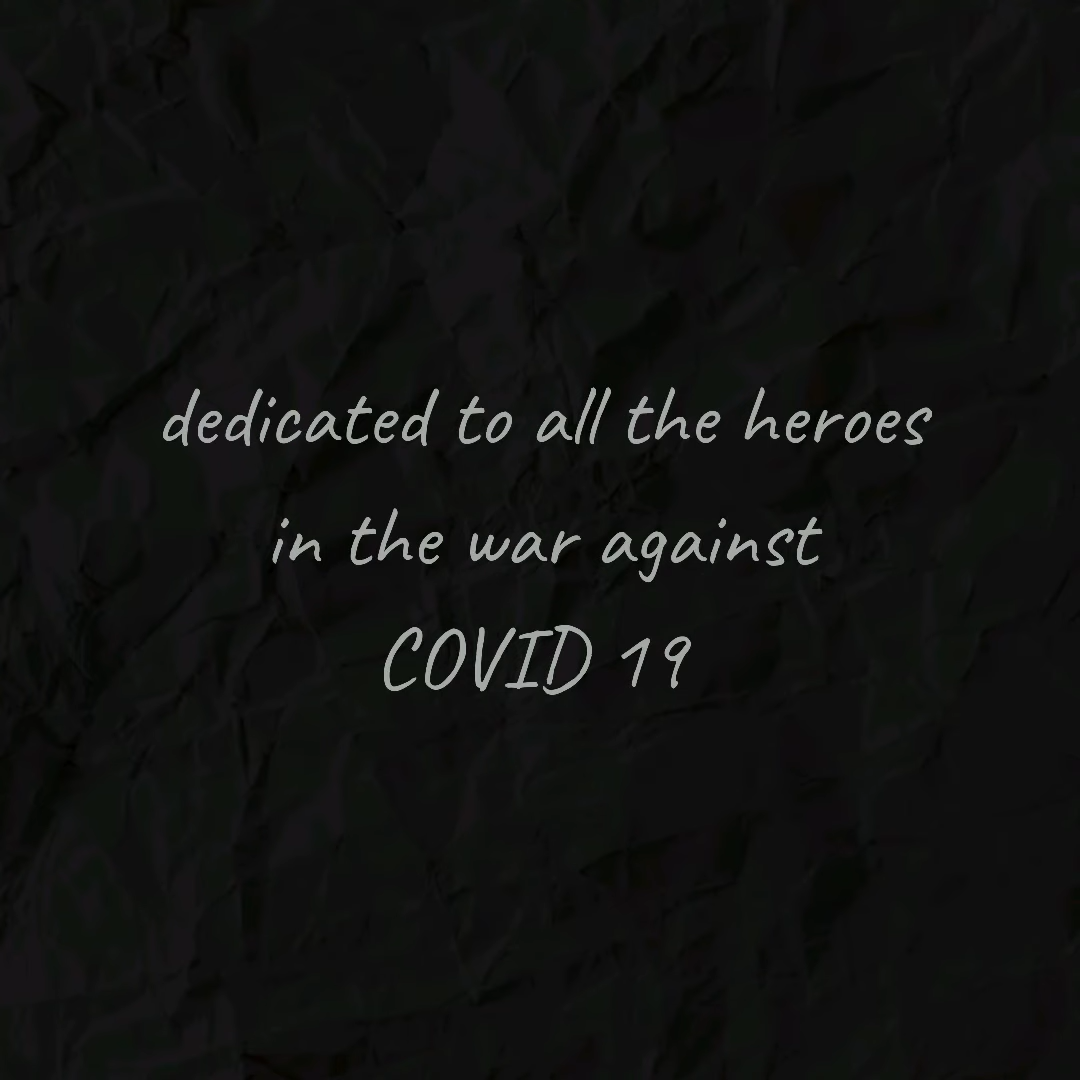 dedicated to all the heroes
in the war against
COVID 19